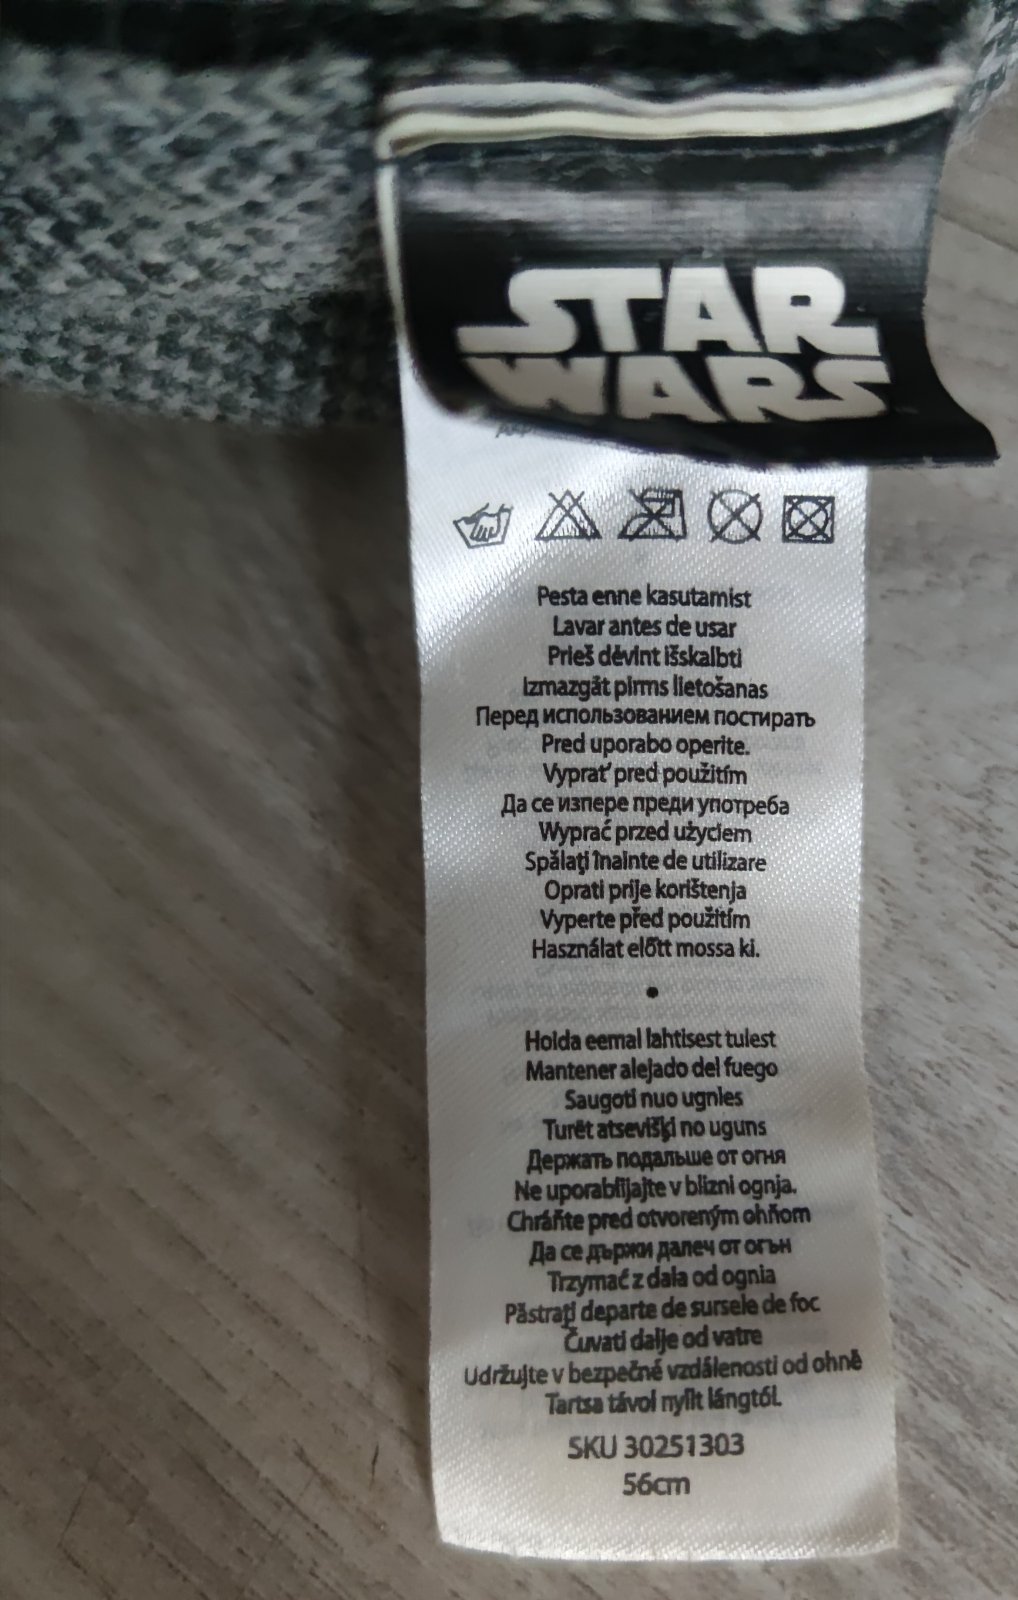 STAR
WARS
Pesta enne kasutamist
Lavar antes de usar
Prieš dėvint išskalbti
Izmazgāt pirms lietošanas
Перед использованием постирать
Pred uporabo operite.
Vyprať pred použitím
Да се изпере преди употреба
Wyprać przed użyciem
Spălați înainte de utilizare
Oprati prije korištenja
Vyperte před použitím
Használat előtt mossa ki.
•
Hoida eemal lahtisest tulest
Mantener alejado del fuego
Saugoti nuo ugnies
Turēt atsevišķi no uguns
Держать подальше от огня
Ne uporabljajte v blizni ognja.
Chráňte pred otvoreným ohňom
Да се държи далеч от огън
Trzymać z dala od ognia
Păstrați departe de sursele de foc
Čuvati dalje od vatre
Udržujte v bezpečné vzdálenosti od ohně
Tartsa távol nyílt lángtól.
SKU 30251303
56cm